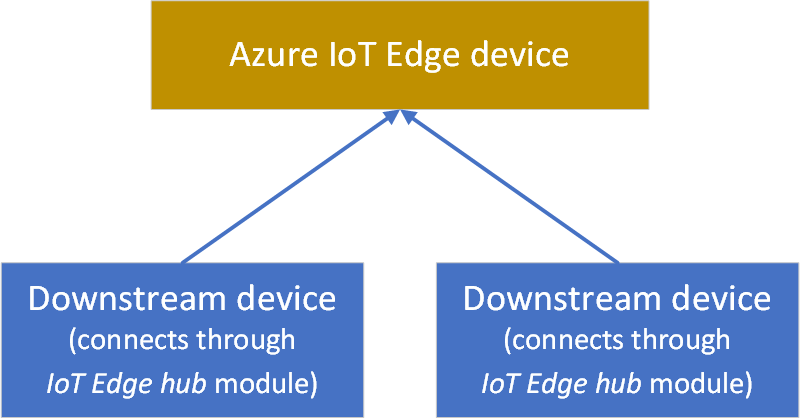 Azure IoT Edge device
Downstream device
(connects through
IoT Edge hub module)
Downstream device
(connects through
IoT Edge hub module)